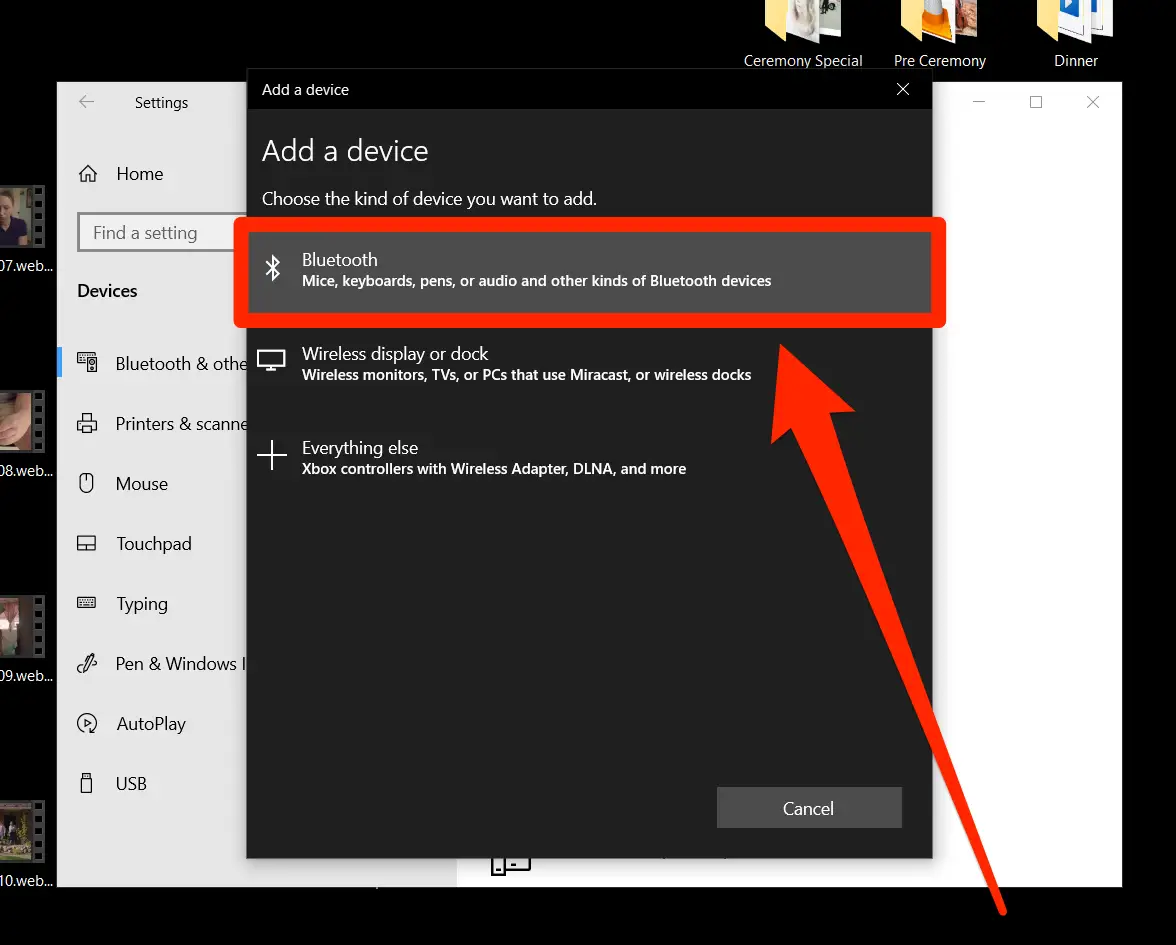 Ceremony Special
Pre Ceremony
Dinner
Settings
Home
Find a setting
Devices
Bluetooth & othe
Printers & scanne
Mouse
Touchpad
Typing
Pen & Windows I
AutoPlay
USB
07.web...
08.web...
09.web...
10.web...
Add a device
Add a device
Choose the kind of device you want to add.
Bluetooth
Mice, keyboards, pens, or audio and other kinds of Bluetooth devices
Wireless display or dock
Wireless monitors, TVs, or PCs that use Miracast, or wireless docks
Everything else
Xbox controllers with Wireless Adapter, DLNA, and more
Cancel